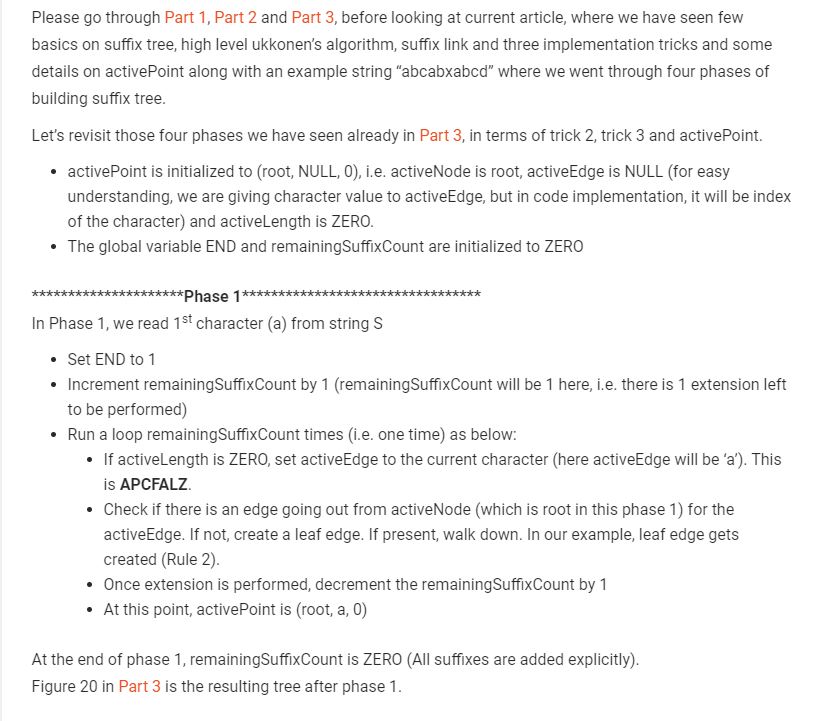 Please go through Part 1, Part 2 and Part 3, before looking at current article, where we have seen few
basics on suffix tree, high level ukkonen’s algorithm, suffix link and three implementation tricks and some
details on activePoint along with an example string “abcabxabcd” where we went through four phases of
building suffix tree.
Let’s revisit those four phases we have seen already in Part 3, in terms of trick 2, trick 3 and activePoint.
• activePoint is initialized to (root, NULL, 0), i.e. activeNode is root, activeEdge is NULL (for easy
understanding, we are giving character value to activeEdge, but in code implementation, it will be index
of the character) and activeLength is ZERO.
• The global variable END and remainingSuffixCount are initialized to ZERO
*********************Phase 1*********************************
In Phase 1, we read 1st character (a) from string S
• Set END to 1
• Increment remainingSuffixCount by 1 (remainingSuffixCount will be 1 here, i.e. there is 1 extension left
to be performed)
• Run a loop remainingSuffixCount times (i.e. one time) as below:
• If activeLength is ZERO, set activeEdge to the current character (here activeEdge will be ‘a’). This
is APCFALZ.
• Check if there is an edge going out from activeNode (which is root in this phase 1) for the
activeEdge. If not, create a leaf edge. If present, walk down. In our example, leaf edge gets
created (Rule 2).
• Once extension is performed, decrement the remainingSuffixCount by 1
• At this point, activePoint is (root, a, 0)
At the end of phase 1, remainingSuffixCount is ZERO (All suffixes are added explicitly).
Figure 20 in Part 3 is the resulting tree after phase 1.